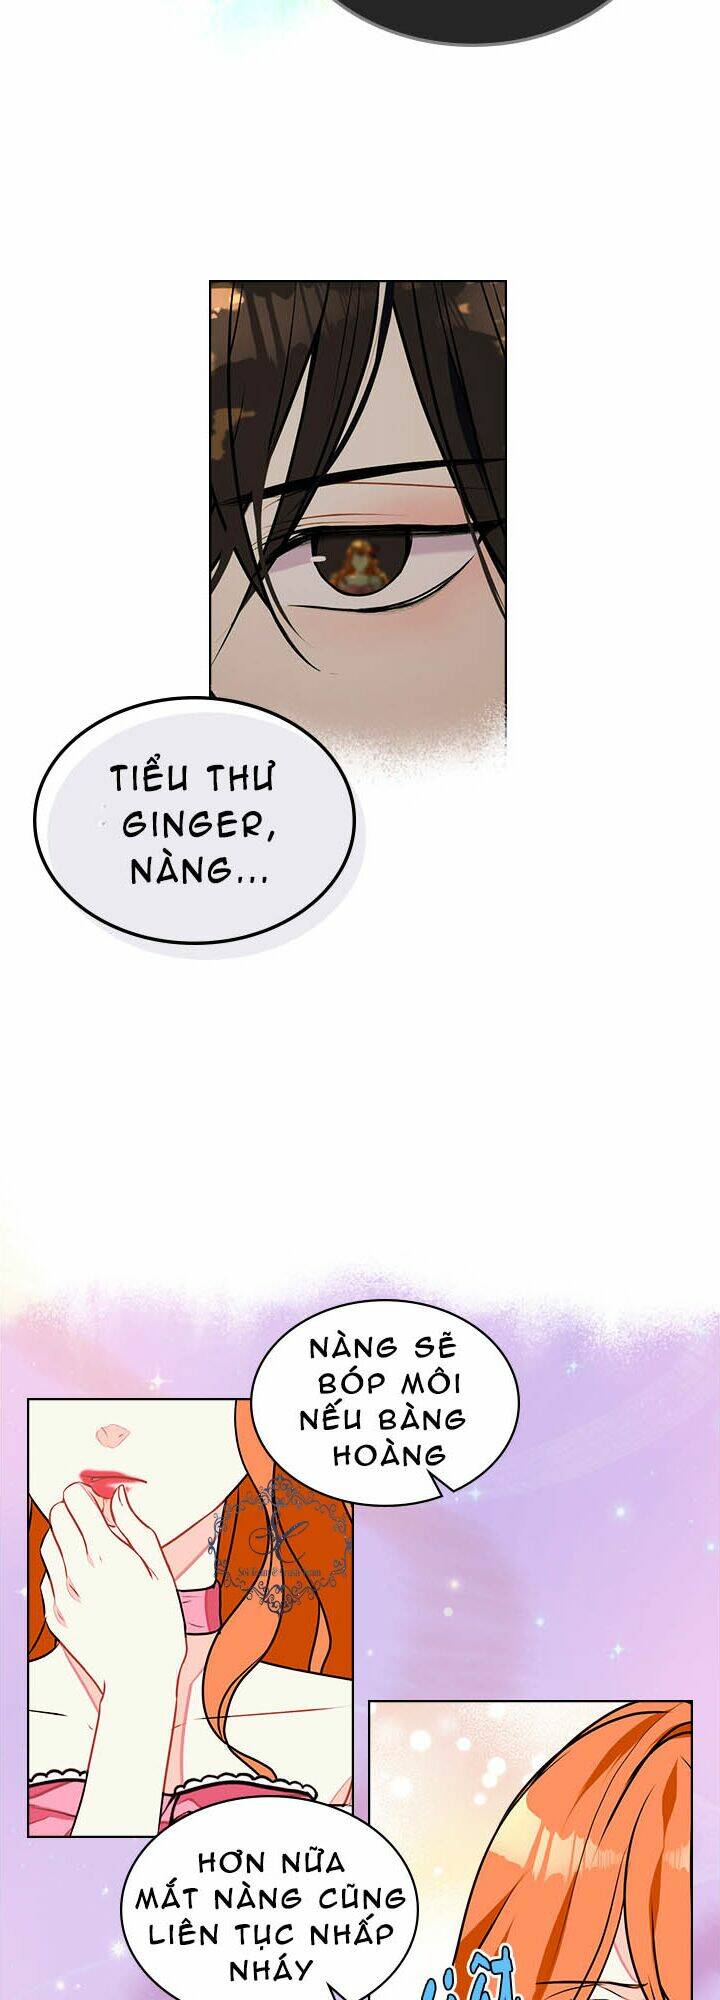 TIỂU THƯ
GINGER,
NÀNG...
NÀNG SẼ
BÓP MÔI
NẾU BÀNG
HOÀNG
HƠN NỮA
MẮT NÀNG CŨNG
LIÊN TỤC NHẤP
NHÁY